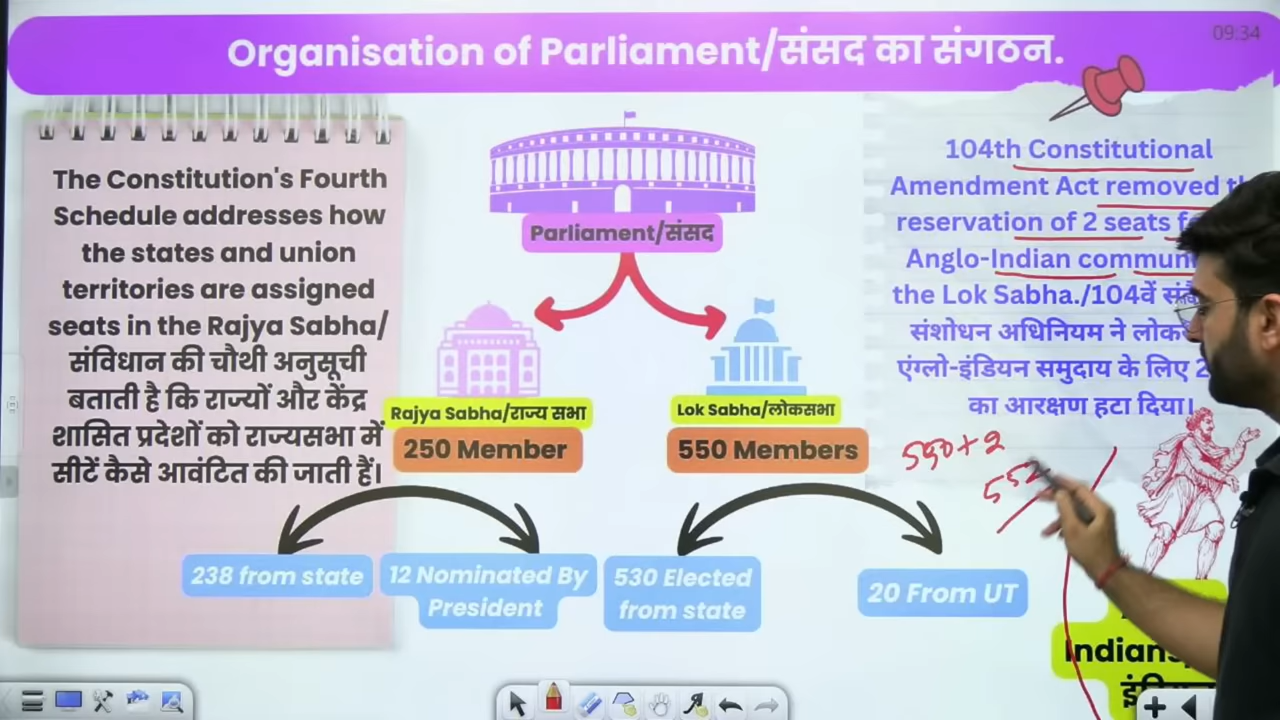 Organisation of Parliament/संसद का संगठन.
09:34
The Constitution's Fourth
Schedule addresses how
the states and union
territories are assigned
seats in the Rajya Sabha/
संविधान की चौथी अनुसूची
बताती है कि राज्यों और केंद्र
शासित प्रदेशों को राज्यसभा में
सीटें कैसे आवंटित की जाती हैं।
Parliament/संसद
Rajya Sabha/राज्य सभा
250 Member
Lok Sabha/लोकसभा
550 Members
238 from state
12 Nominated By
President
530 Elected
from state
20 From UT
104th Constitutional
Amendment Act removed
reservation of 2 seats
Anglo-Indian
the Lok Sabha./104वें
संशोधन अधिनियम ने
एंग्लो-इंडियन समुदाय के लिए 2
का आरक्षण हटा दिया।
550+2
552
Indians